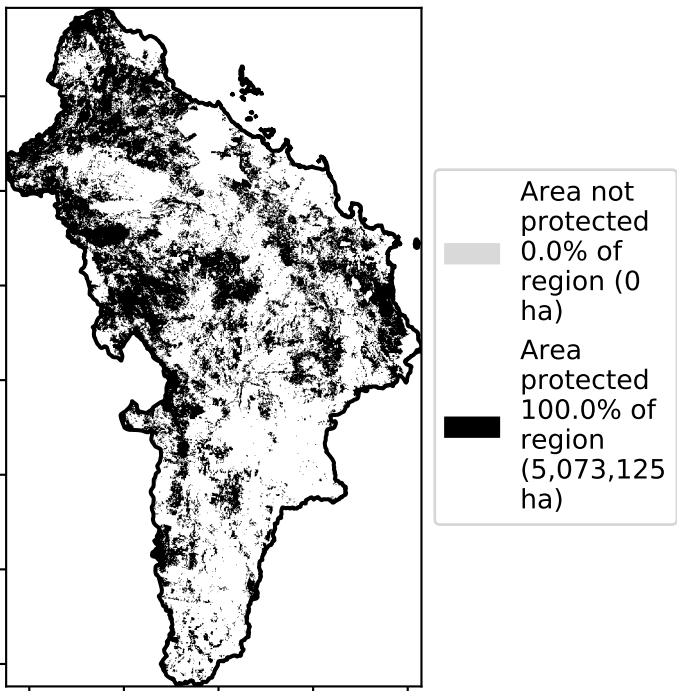 Area not
protected
0.0% of
region (0
ha)
Area
protected
100.0% of
region
(5,073,125
ha)